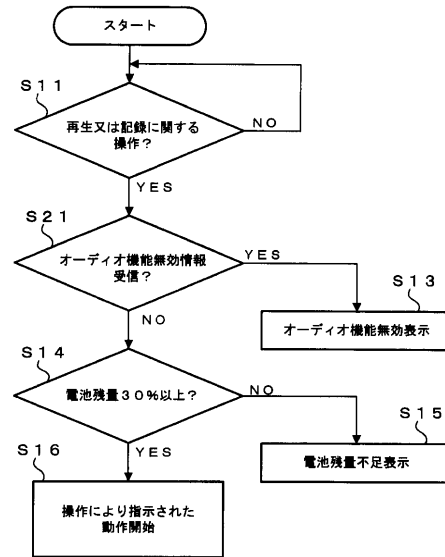 スタート
S11
再生又は記録に関する
操作？
NO
YES
S21
オーディオ機能無効情報
受信？
YES
NO
S13
オーディオ機能無効表示
S14
電池残量30％以上？
NO
YES
S15
電池残量不足表示
S16
操作により指示された
動作開始